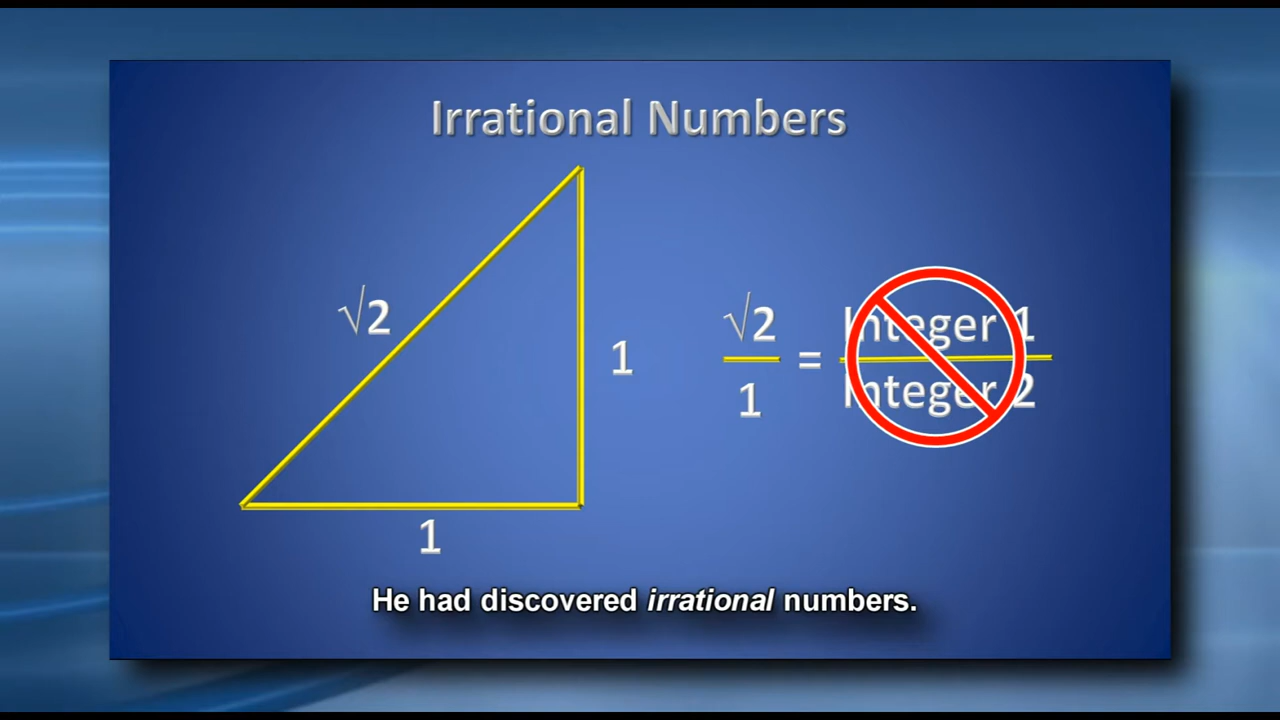 Irrational Numbers
√2
1
1
√2
1
=
Integer 1
Integer 2
He had discovered irrational numbers.